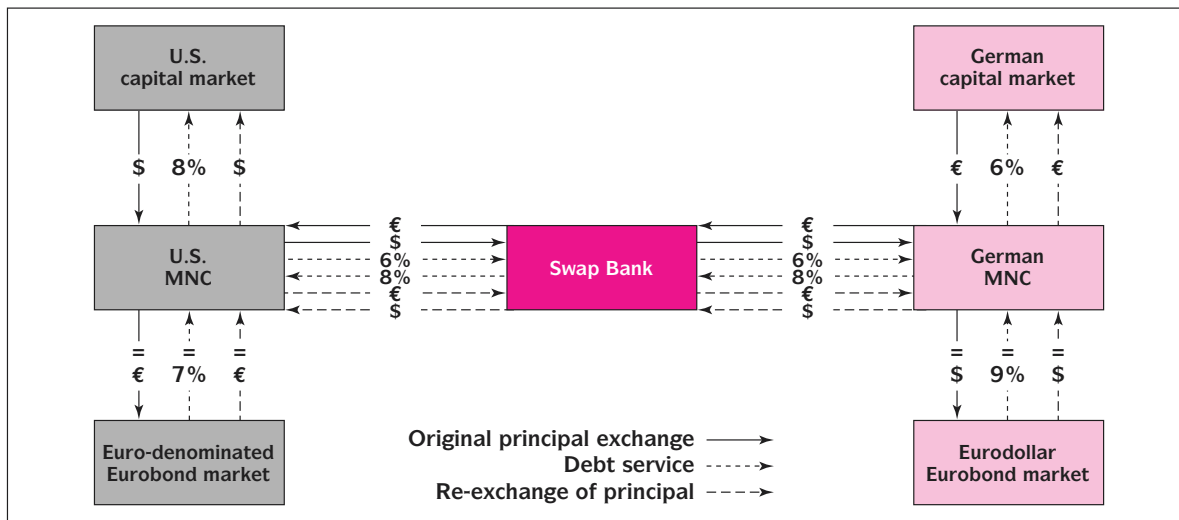 U.S.
capital market
German
capital market
$ 8% $
€ 6% €
U.S.
MNC
€
$
6%
8%
€
$
Swap Bank
€
$
6%
8%
€
$
German
MNC
= = =
€ 7% €
= = =
$ 9% $
Euro-denominated
Eurobond market
Original principal exchange
Debt service
Re-exchange of principal
Eurodollar
Eurobond market